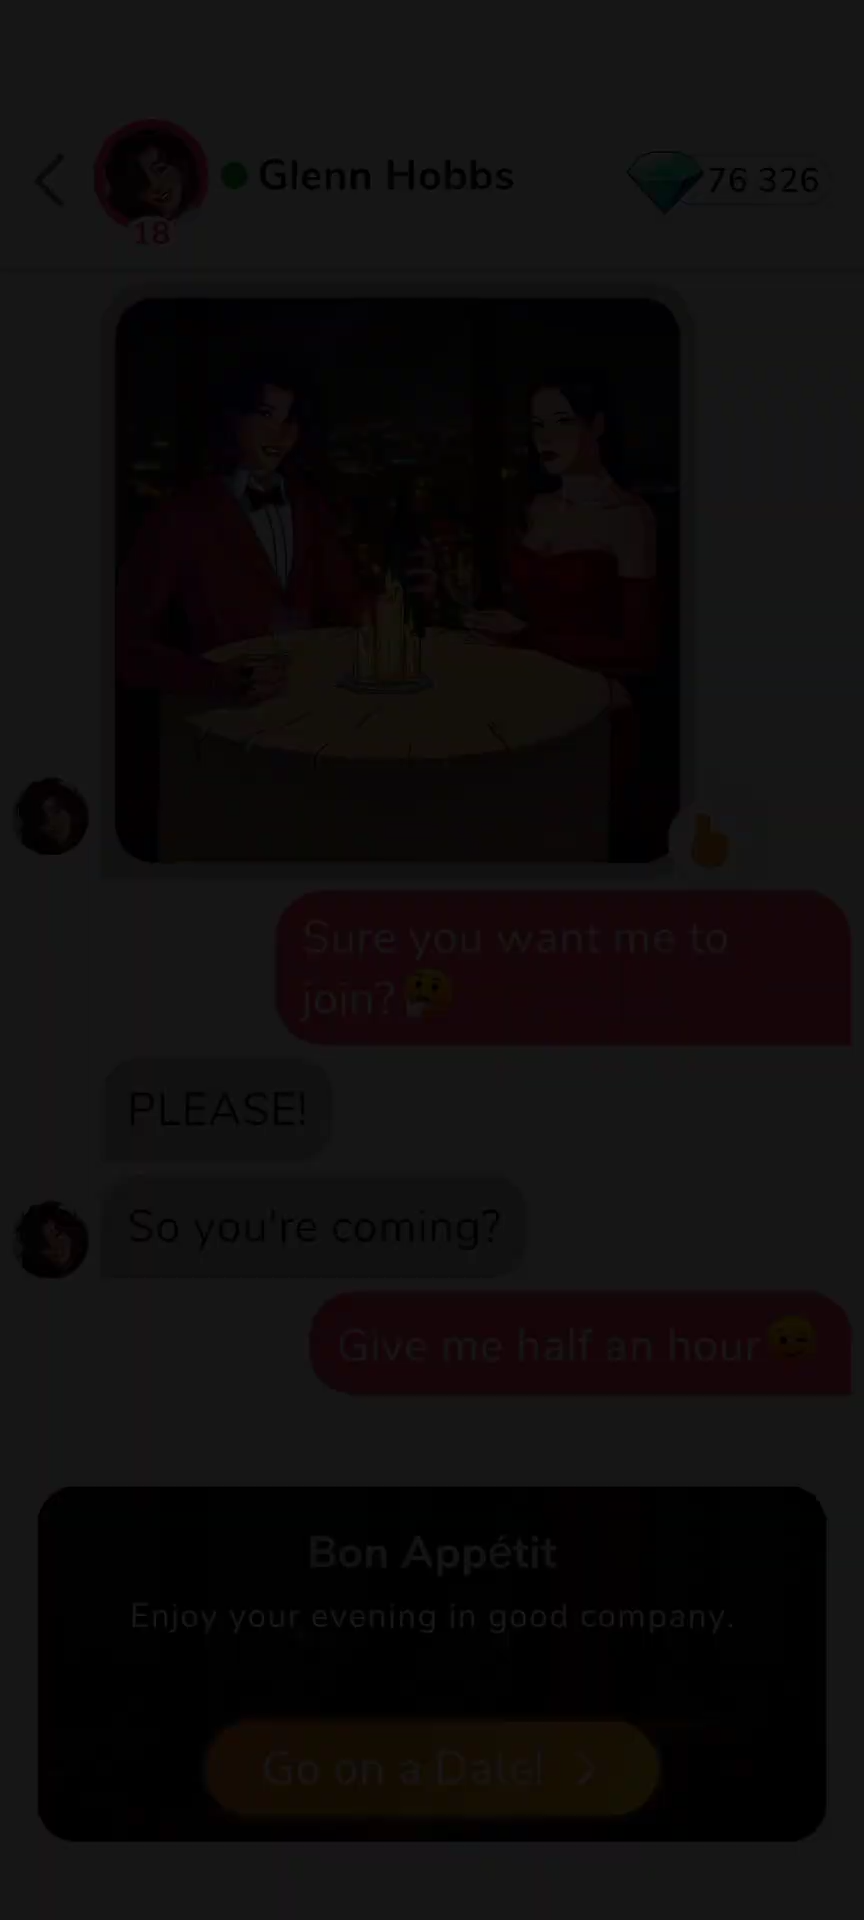 Glenn Hobbs
76 326
18
Sure you want me to
join?🤔
PLEASE!
So you're coming?
Give me half an hour😉
Bon Appétit
Enjoy your evening in good company.
Go on a Date!